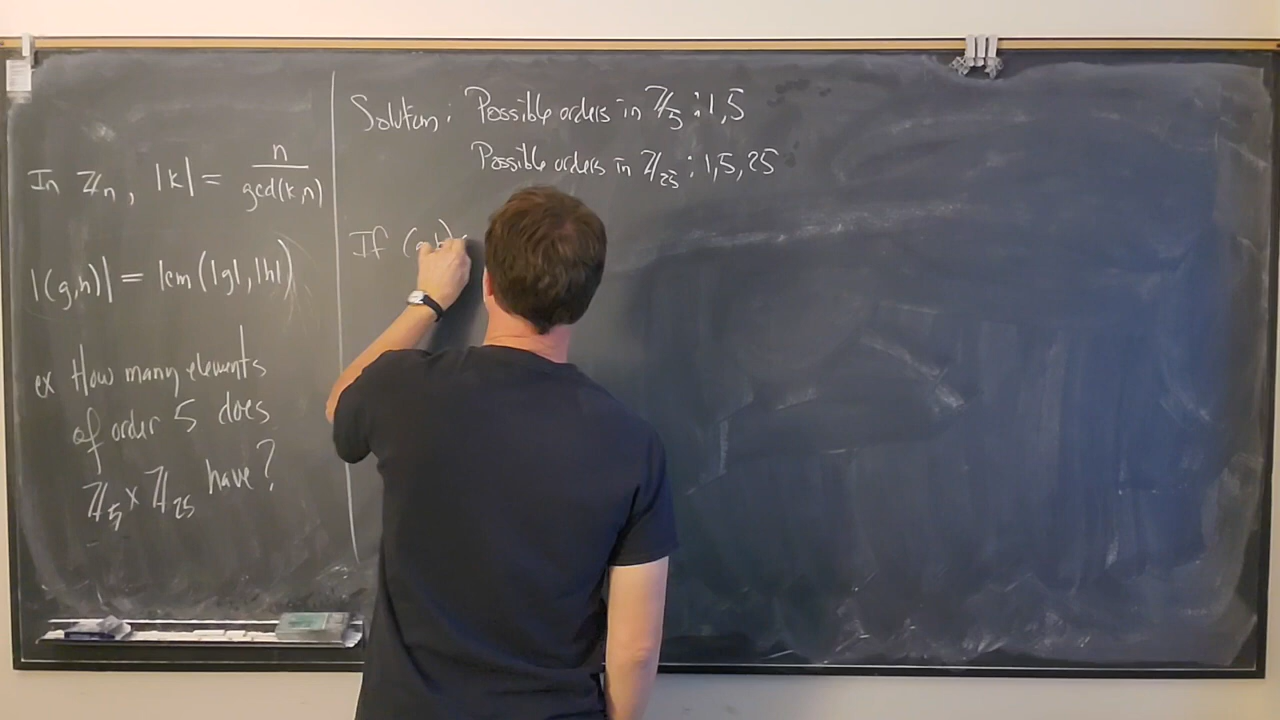 In ℤₙ, |k| = n / gcd(k,n)
|(g,h)| = lcm(|g|,|h|)
ex How many elements
of order 5 does
ℤ₅ × ℤ₂₅ have?
Solution: Possible orders in ℤ₅: 1,5
Possible orders in ℤ₂₅: 1,5,25
If (